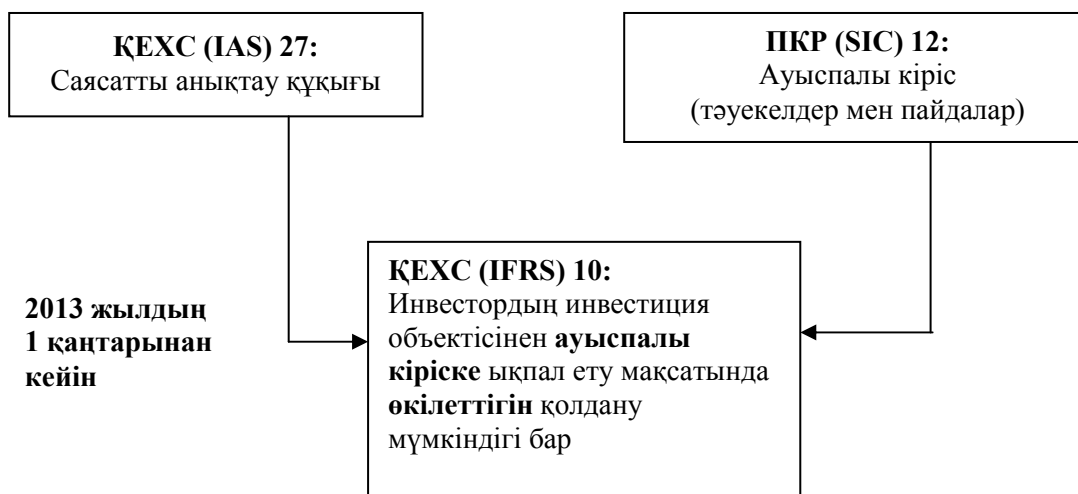 ҚЕХС (IAS) 27:
Саясатты анықтау құқығы
ПКР (SIC) 12:
Ауыспалы кіріс
(тәуекелдер мен пайдалар)
2013 жылдың
1 қаңтарынан
кейін
ҚЕХС (IFRS) 10:
Инвестордың инвестиция
объектісінен ауыспалы
кіріске ықпал ету мақсатында
өкілеттігін қолдану
мүмкіндігі бар